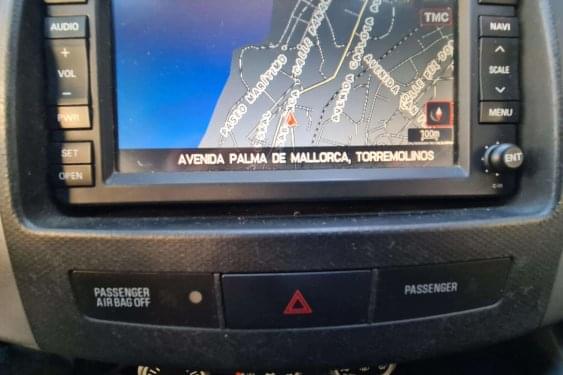 AUDIO
+
VOL
−
PWR
SET
OPEN
TMC
PASEO MARÍTIMO
AVENIDA
100m
AVENIDA PALMA DE MALLORCA, TORREMOLINOS
NAVI
SCALE
MENU
ENT
PASSENGER
AIR BAG OFF
PASSENGER